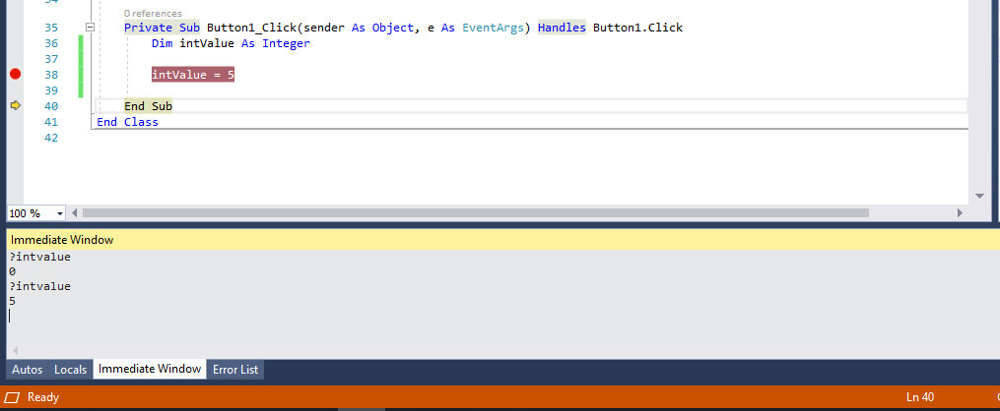 34
0 references
35 Private Sub Button1_Click(sender As Object, e As EventArgs) Handles Button1.Click
36 Dim intValue As Integer
37
38 intValue = 5
39
40 End Sub
41 End Class
42
100 %
Immediate Window
?intvalue
0
?intvalue
5
Autos Locals Immediate Window Error List
Ready Ln 40